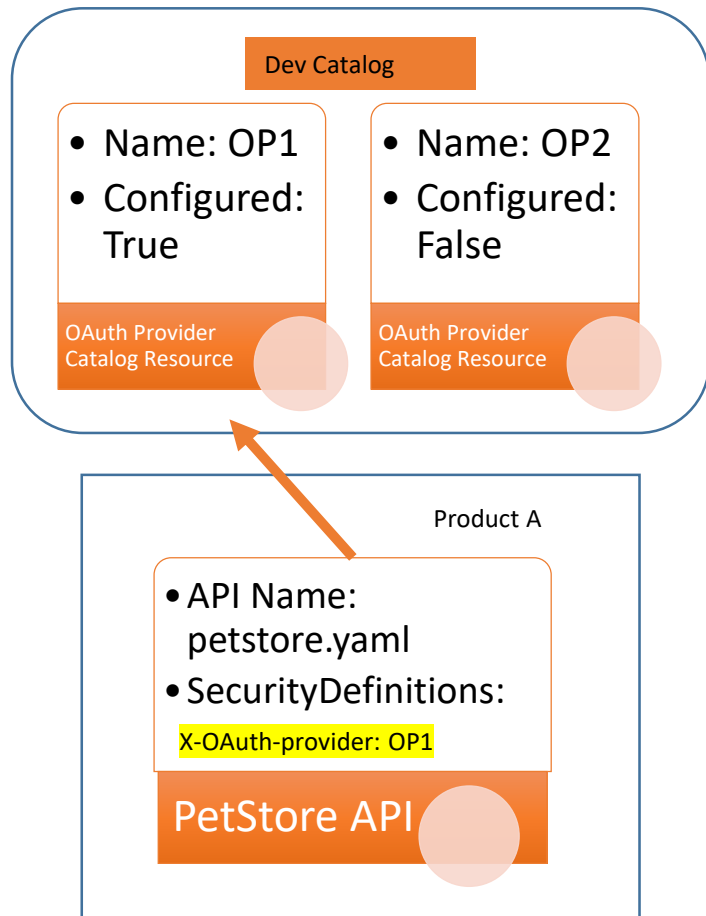 Dev Catalog
• Name: OP1
• Configured:
True
OAuth Provider
Catalog Resource
• Name: OP2
• Configured:
False
OAuth Provider
Catalog Resource
Product A
• API Name:
petstore.yaml
• SecurityDefinitions:
X-OAuth-provider: OP1
PetStore API